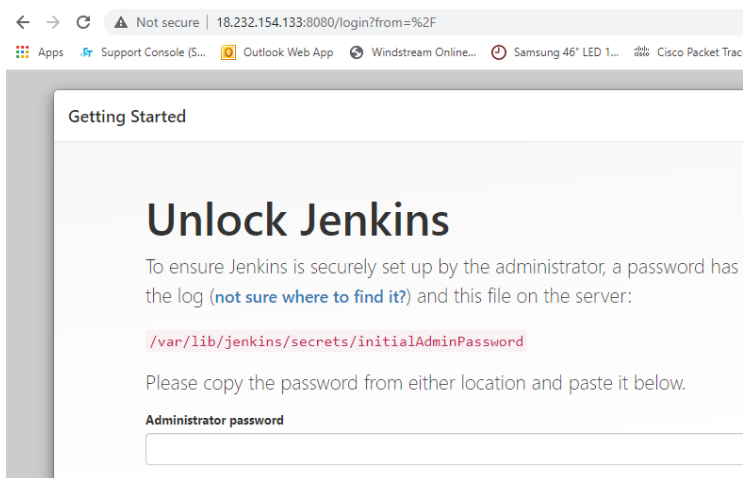 Not secure | 18.232.154.133:8080/login?from=%2F
Apps Support Console (S... Outlook Web App Windstream Online... Samsung 46" LED 1... Cisco Packet Trac
Getting Started
Unlock Jenkins
To ensure Jenkins is securely set up by the administrator, a password has
the log (not sure where to find it?) and this file on the server:
/var/lib/jenkins/secrets/initialAdminPassword
Please copy the password from either location and paste it below.
Administrator password